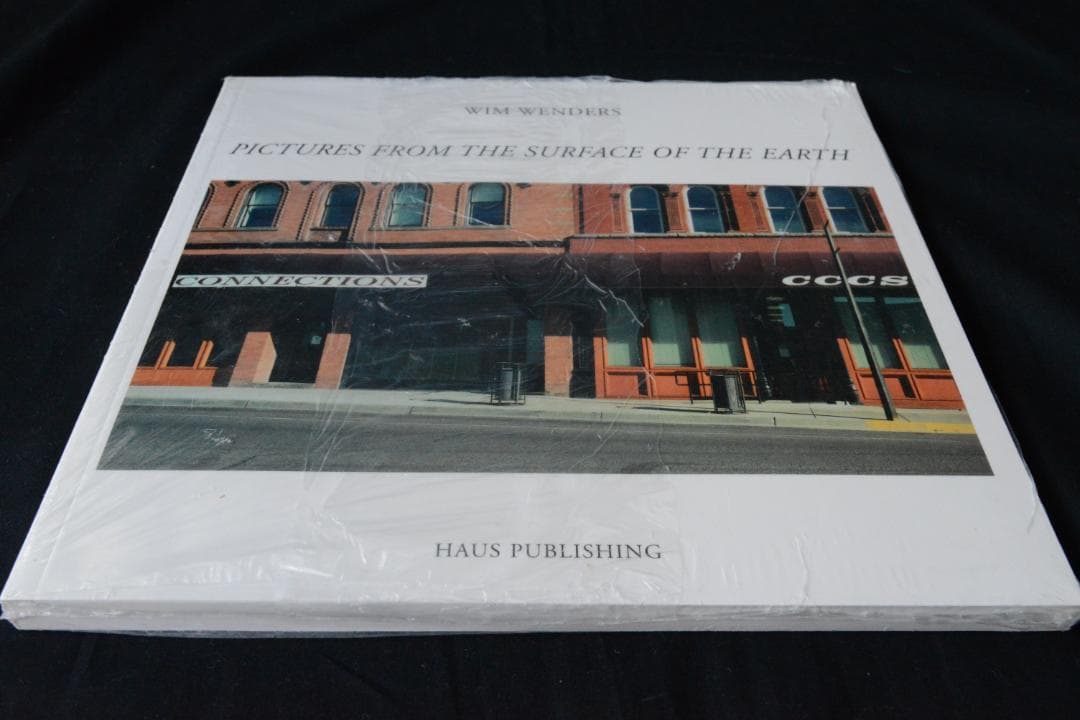 WIM WENDERS
PICTURES FROM THE SURFACE OF THE EARTH
CONNECTIONS
CCCS
HAUS PUBLISHING